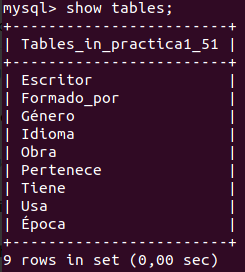 mysql> show tables;
+-----------------------+
| Tables_in_practica1_51 |
+-----------------------+
| Escritor |
| Formado_por |
| Género |
| Idioma |
| Obra |
| Pertenece |
| Tiene |
| Usa |
| Época |
+-----------------------+
9 rows in set (0,00 sec)